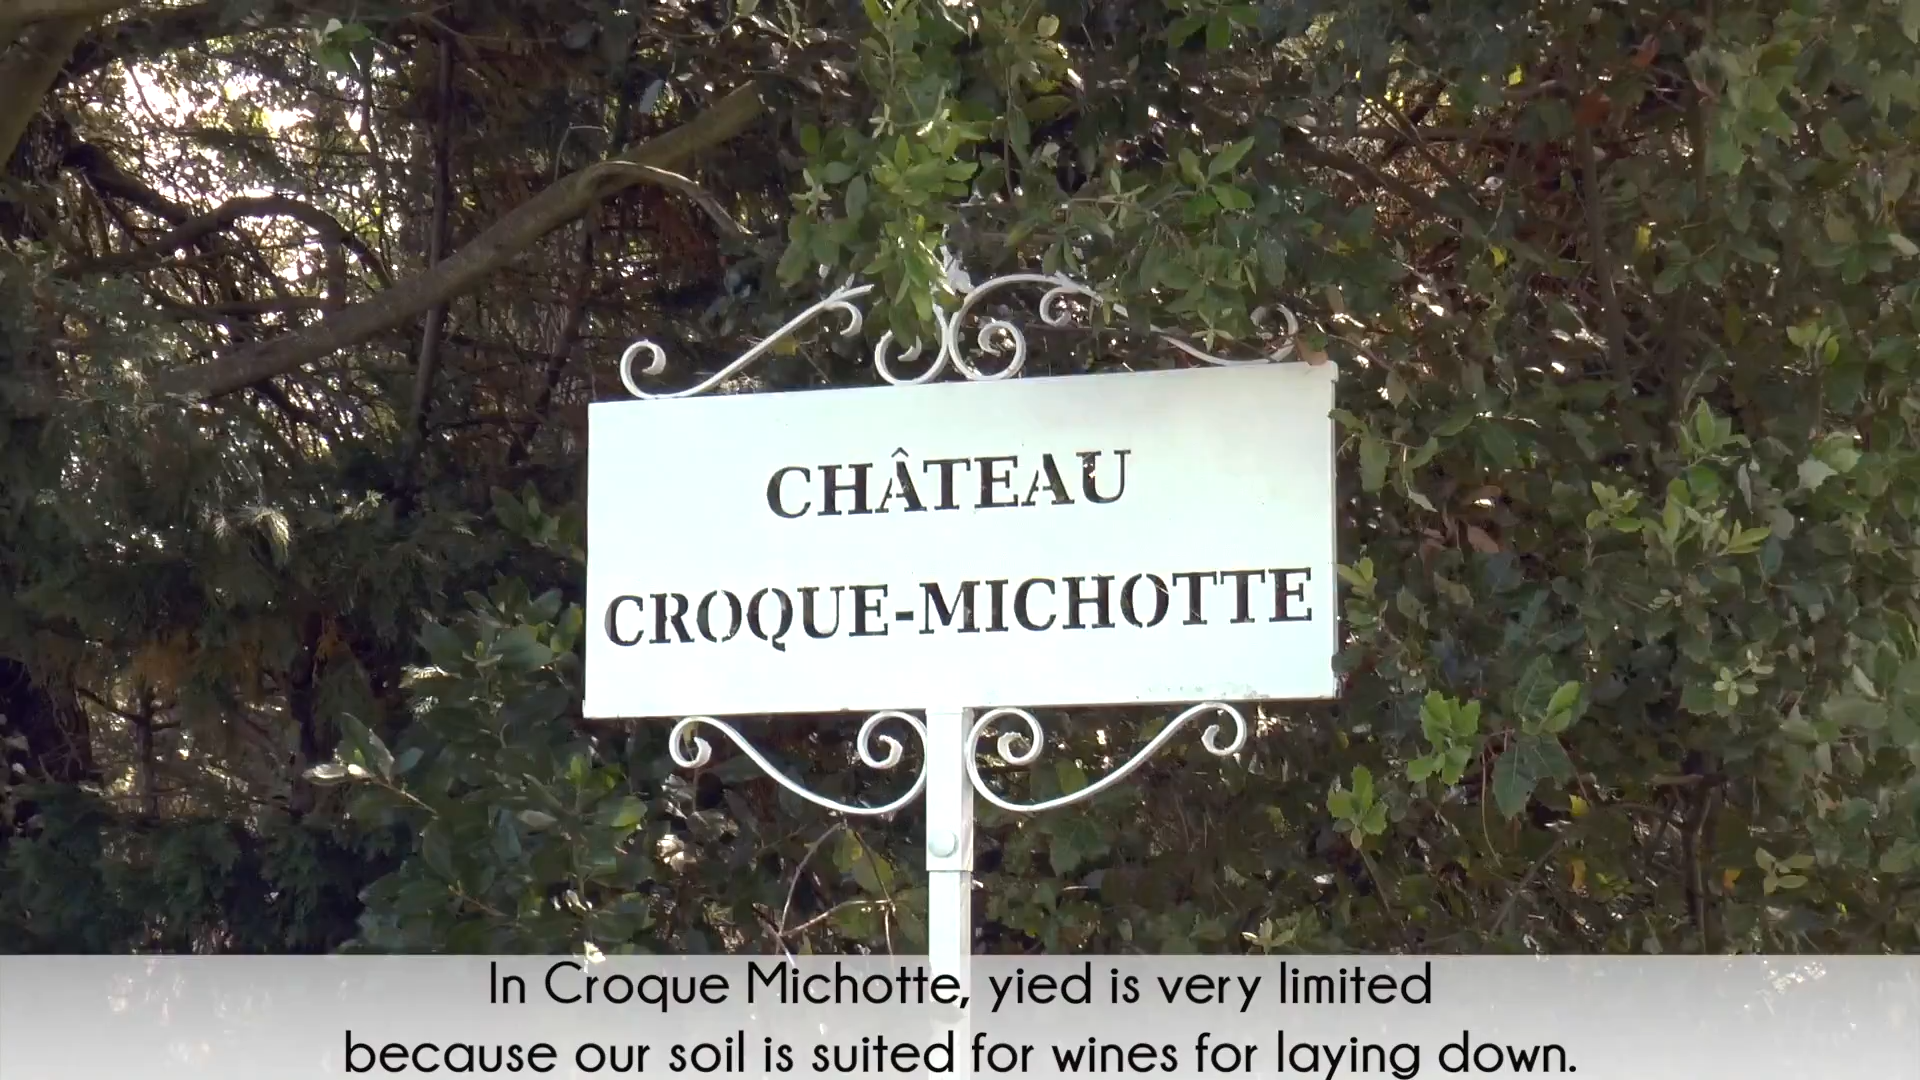 CHÂTEAU
CROQUE-MICHOTTE
In Croque Michotte, yied is very limited
because our soil is suited for wines for laying down.